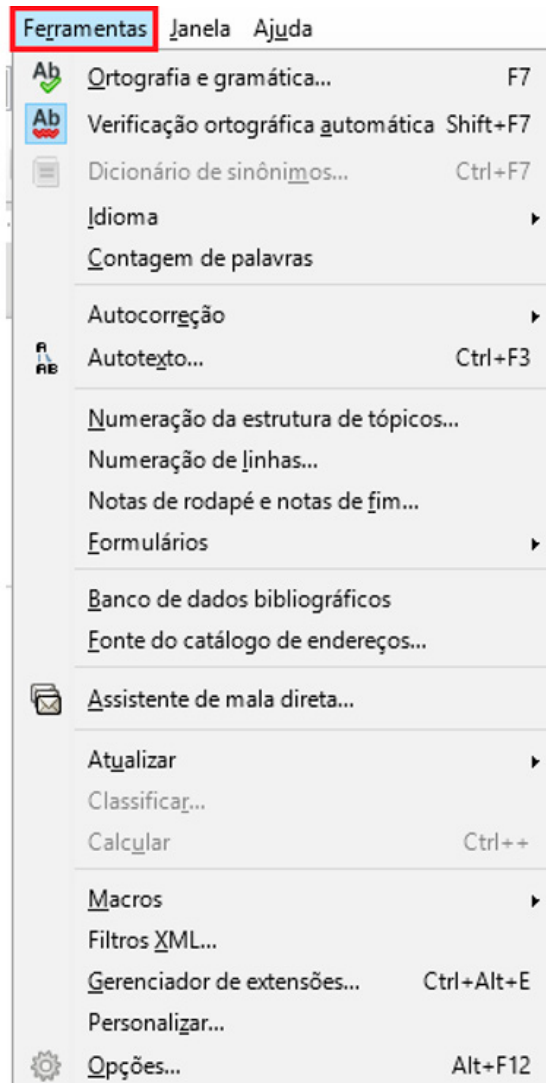 Ferramentas Janela Ajuda
Ortografia e gramática... F7
Verificação ortográfica automática Shift+F7
Dicionário de sinônimos... Ctrl+F7
Idioma
Contagem de palavras
Autocorreção
Autotexto... Ctrl+F3
Numeração da estrutura de tópicos...
Numeração de linhas...
Notas de rodapé e notas de fim...
Formulários
Banco de dados bibliográficos
Fonte do catálogo de endereços...
Assistente de mala direta...
Atualizar
Classificar...
Calcular Ctrl++
Macros
Filtros XML...
Gerenciador de extensões... Ctrl+Alt+E
Personalizar...
Opções... Alt+F12